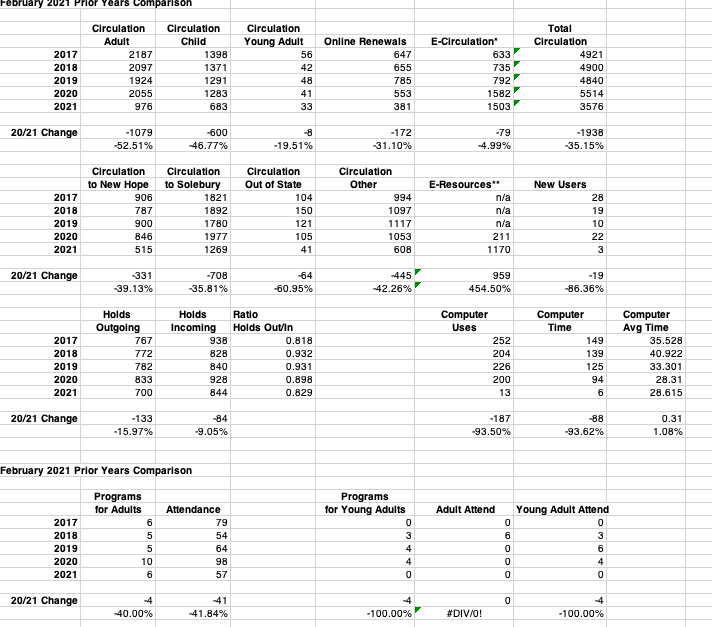 February 2021 Prior Years Comparison
Circulation Circulation Circulation Total
Adult Child Young Adult Online Renewals E-Circulation* Circulation
2017 2187 1398 56 647 633 4921
2018 2097 1371 42 655 735 4900
2019 1924 1291 48 785 792 4840
2020 2055 1283 41 553 1582 5514
2021 976 683 33 381 1503 3576
20/21 Change -1079 -600 -8 -172 -79 -1938
-52.51% -46.77% -19.51% -31.10% -4.99% -35.15%
Circulation Circulation Circulation Circulation
to New Hope to Solebury Out of State Other E-Resources** New Users
2017 906 1821 104 994 n/a 28
2018 787 1892 150 1097 n/a 19
2019 900 1780 121 1117 n/a 10
2020 846 1977 105 1053 211 22
2021 515 1269 41 608 1170 3
20/21 Change -331 -708 -64 -445 959 -19
-39.13% -35.81% -60.95% -42.26% 454.50% -86.36%
Holds Holds Ratio Computer Computer Computer
Outgoing Incoming Holds Out/In Uses Time Avg Time
2017 767 938 0.818 252 149 35.528
2018 772 828 0.932 204 139 40.922
2019 782 840 0.931 226 125 33.301
2020 833 928 0.898 200 94 28.31
2021 700 844 0.829 13 6 28.615
20/21 Change -133 -84 -187 -88 0.31
-15.97% -9.05% -93.50% -93.62% 1.08%
February 2021 Prior Years Comparison
Programs Programs
for Adults Attendance for Young Adults Adult Attend Young Adult Attend
2017 6 79 0 0 0
2018 5 54 3 6 3
2019 5 64 4 0 6
2020 10 98 4 0 4
2021 6 57 0 0 0
20/21 Change -4 -41 -4 0 -4
-40.00% -41.84% -100.00% #DIV/0! -100.00%